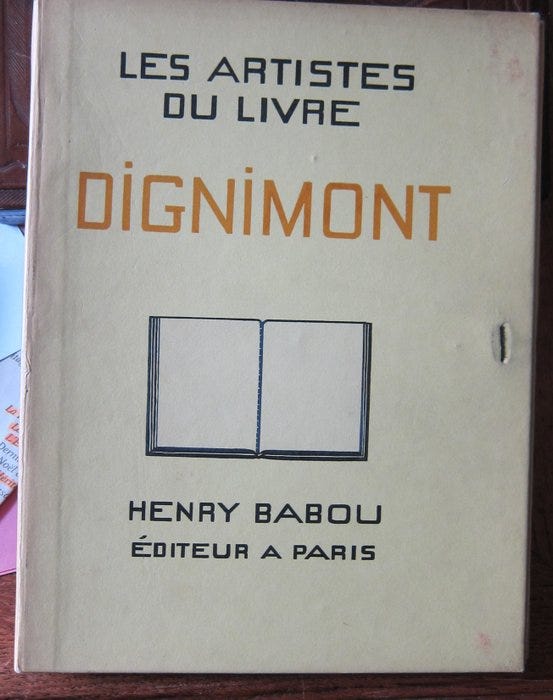 LES ARTISTES
DU LIVRE
DiGNiMONT
HENRY BABOU
ÉDITEUR A PARIS